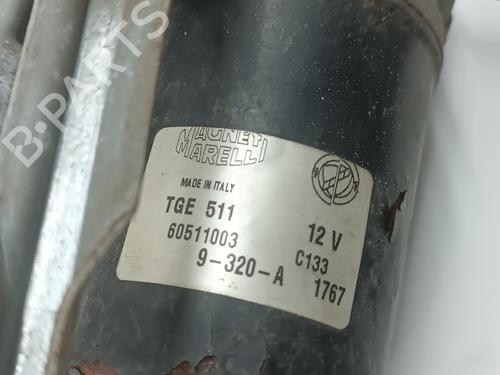 B-PARTS
MAGNETI
MARELLI
MADE IN ITALY
TGE 511
12 V
60511003
C133
9-320-A
1767